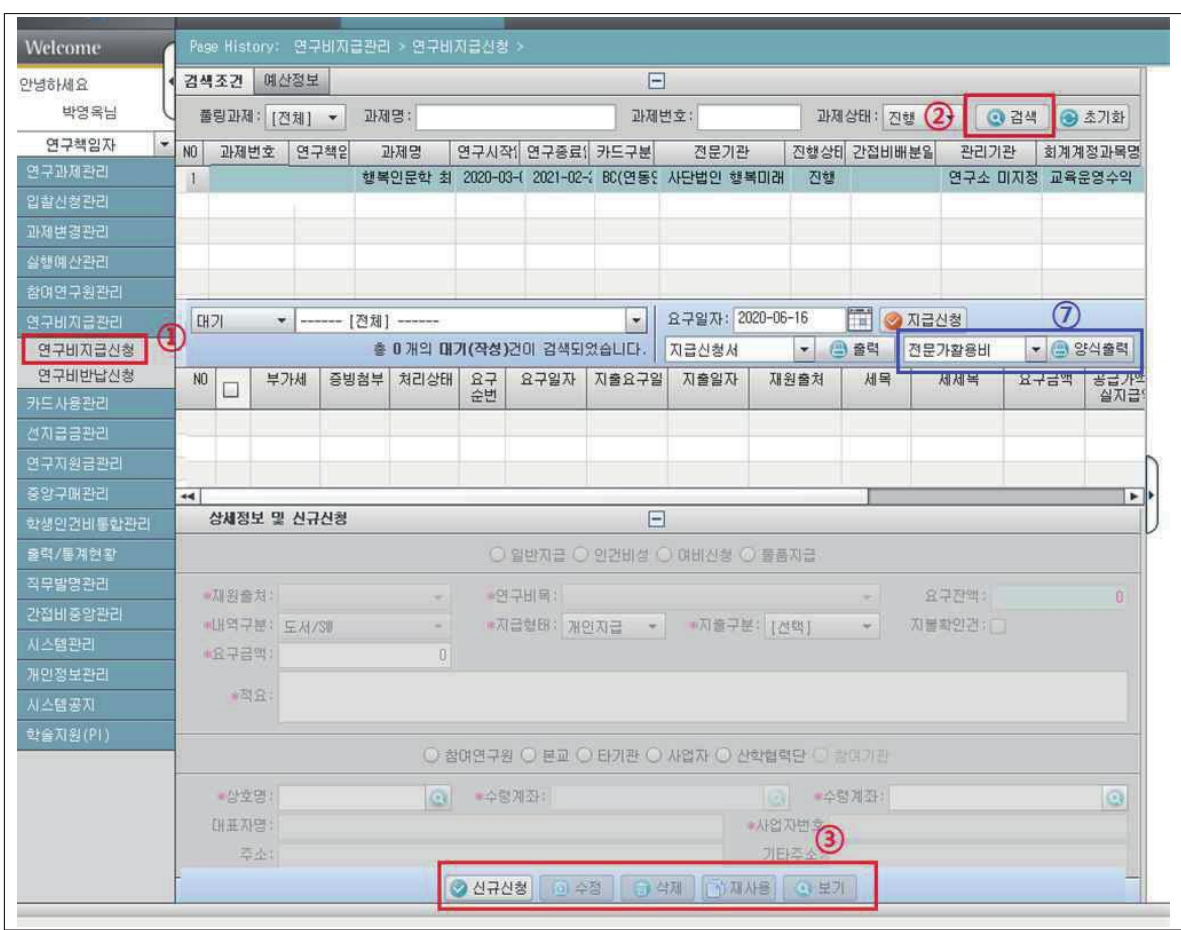 Welcome
Page History: 연구비지급관리 > 연구비지급신청 >
안녕하세요
박영옥님
연구책임자
연구과제관리
입찰신청관리
과제변경관리
실행예산관리
참여연구원관리
연구비지급관리
연구비지급신청 ①
연구비반납신청
카드사용관리
선지급금관리
연구지원금관리
중앙구매관리
학생인건비통합관리
출력/통계현황
직무발명관리
간접비중앙관리
시스템관리
개인정보관리
시스템공지
학술지원(PI)
검색조건 예산정보
풀링과제: [전체] 과제명: 과제번호: 과제상태: 진행 ② 검색 초기화
NO 과제번호 연구책임 과제명 연구시작 연구종료 카드구분 전문기관 진행상태 간접비배분율 관리기관 회계계정과목명
1 행복인문학 최 2020-03-( 2021-02-2 BC(연동 사단법인 행복미래 진행 연구소 미지정 교육운영수익
대기 ------ [전체] ------ 요구일자: 2020-06-16 지급신청 ⑦
총 0 개의 대기(작성)건이 검색되었습니다. 지급신청서 출력 전문가활용비 양식출력
NO 부가세 증빙첨부 처리상태 요구순번 요구일자 지출요구일 지출일자 재원출처 세목 세세목 요구금액 공급가액
실지급
상세정보 및 신규신청
일반지급 인건비성 여비신청 물품지급
*재원출처: *연구비목: 요구잔액: 0
*내역구분: 도서/SW *지급형태: 개인지급 *지출구분: [선택] 지불확인건:
*요구금액: 0
*적요:
참여연구원 본교 타기관 사업자 산학협력단 참여기관
*상호명: *수령계좌: *수령계좌:
대표자명: *사업자번호:
주소: 기타주소: ③
신규신청 수정 삭제 재사용 보기